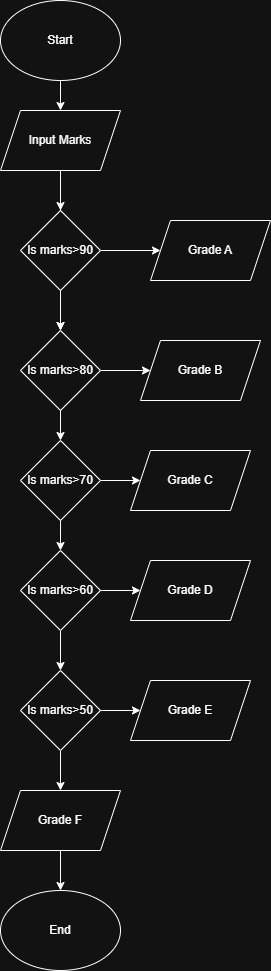 Start
Input Marks
Is marks>90
Grade A
Is marks>80
Grade B
Is marks>70
Grade C
Is marks>60
Grade D
Is marks>50
Grade E
Grade F
End